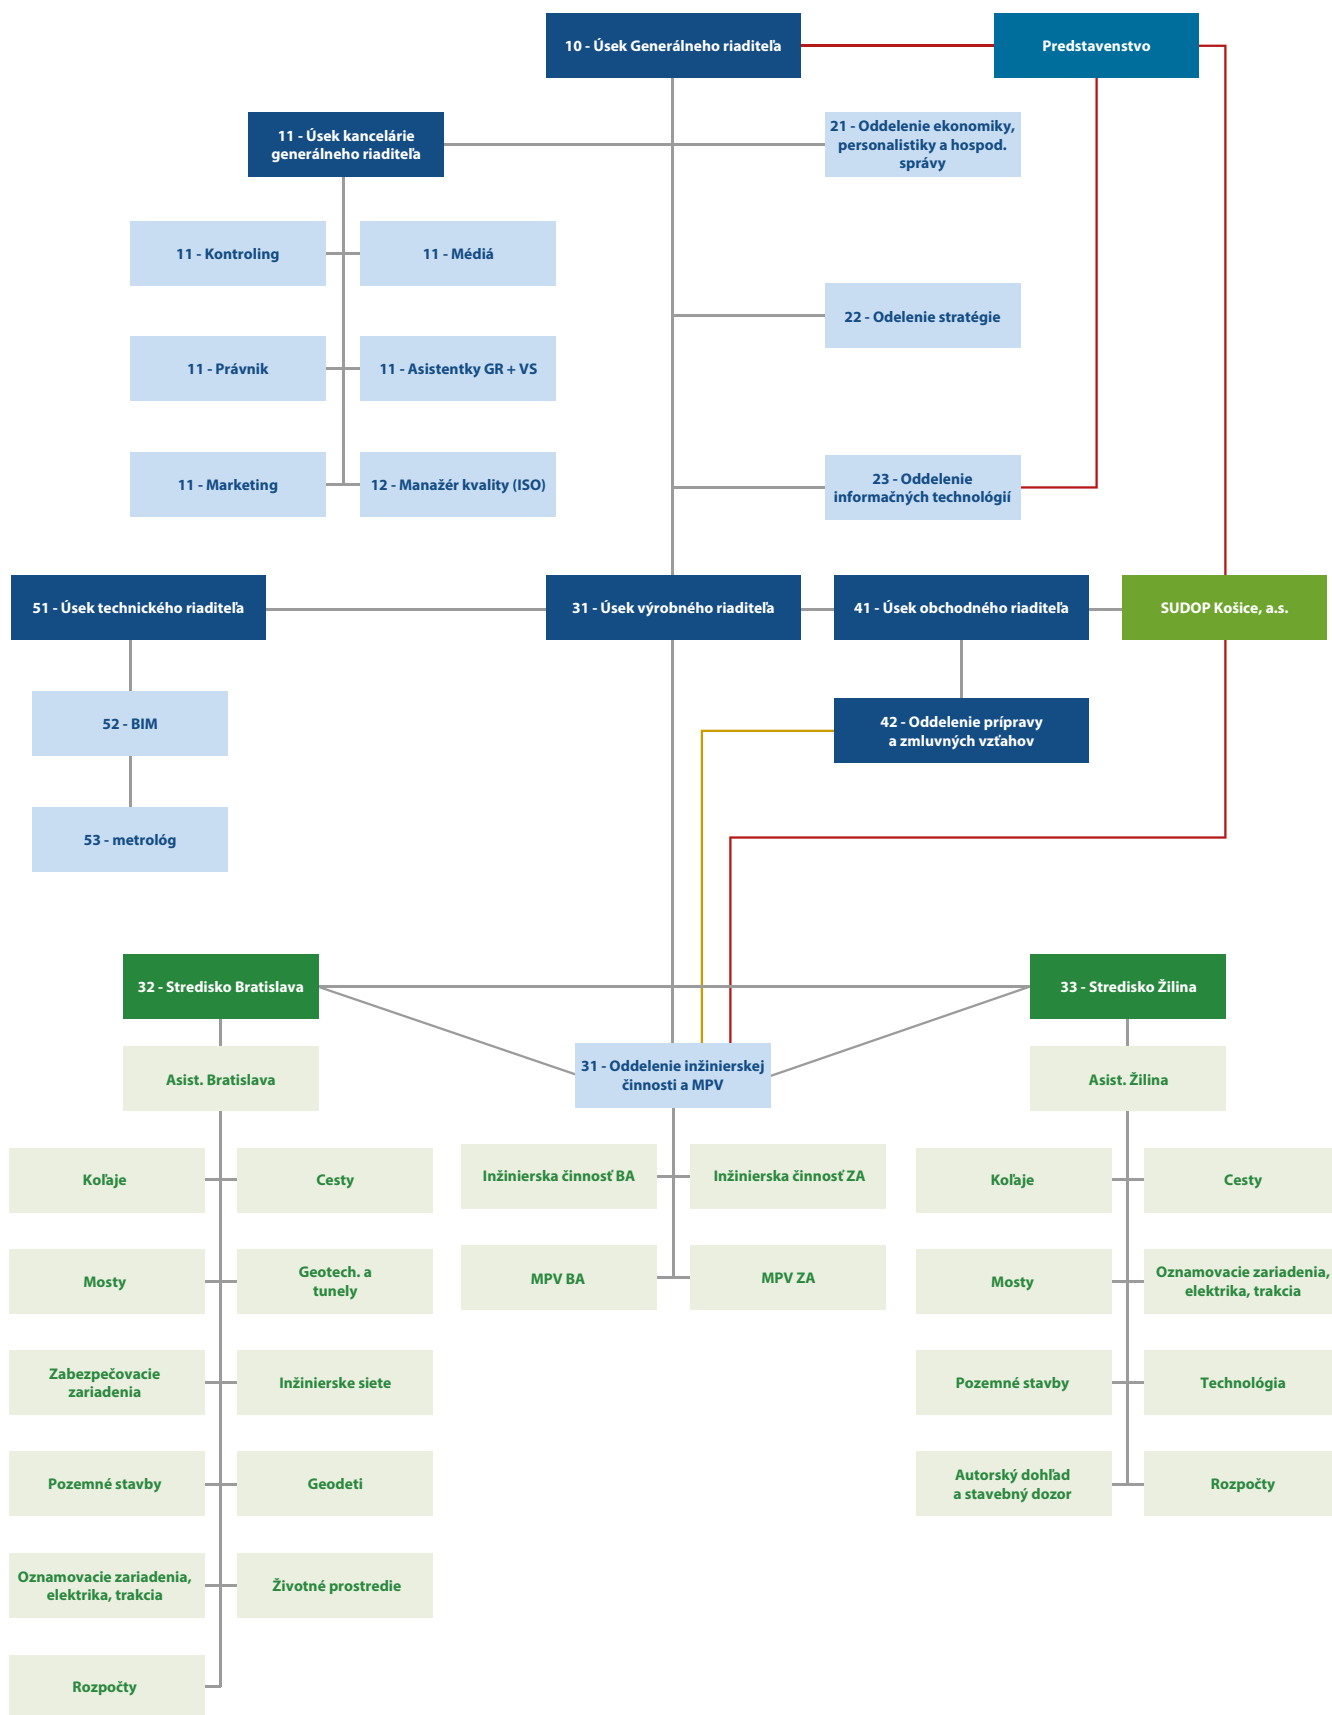 10 - Úsek Generálneho riaditeľa
Predstavenstvo
11 - Úsek kancelárie
generálneho riaditeľa
21 - Oddelenie ekonomiky,
personalistiky a hospod.
správy
11 - Kontroling
11 - Médiá
22 - Odelenie stratégie
11 - Právnik
11 - Asistentky GR + VS
11 - Marketing
12 - Manažér kvality (ISO)
23 - Oddelenie
informačných technológií
51 - Úsek technického riaditeľa
31 - Úsek výrobného riaditeľa
41 - Úsek obchodného riaditeľa
SUDOP Košice, a.s.
52 - BIM
42 - Oddelenie prípravy
a zmluvných vzťahov
53 - metrológ
32 - Stredisko Bratislava
33 - Stredisko Žilina
Asist. Bratislava
31 - Oddelenie inžinierskej
činnosti a MPV
Asist. Žilina
Koľaje
Cesty
Inžinierska činnosť BA
Inžinierska činnosť ZA
Koľaje
Cesty
Mosty
Geotech. a
tunely
MPV BA
MPV ZA
Mosty
Oznamovacie zariadenia,
elektrika, trakcia
Zabezpečovacie
zariadenia
Inžinierske siete
Pozemné stavby
Technológia
Pozemné stavby
Geodeti
Autorský dohľad
a stavebný dozor
Rozpočty
Oznamovacie zariadenia,
elektrika, trakcia
Životné prostredie
Rozpočty